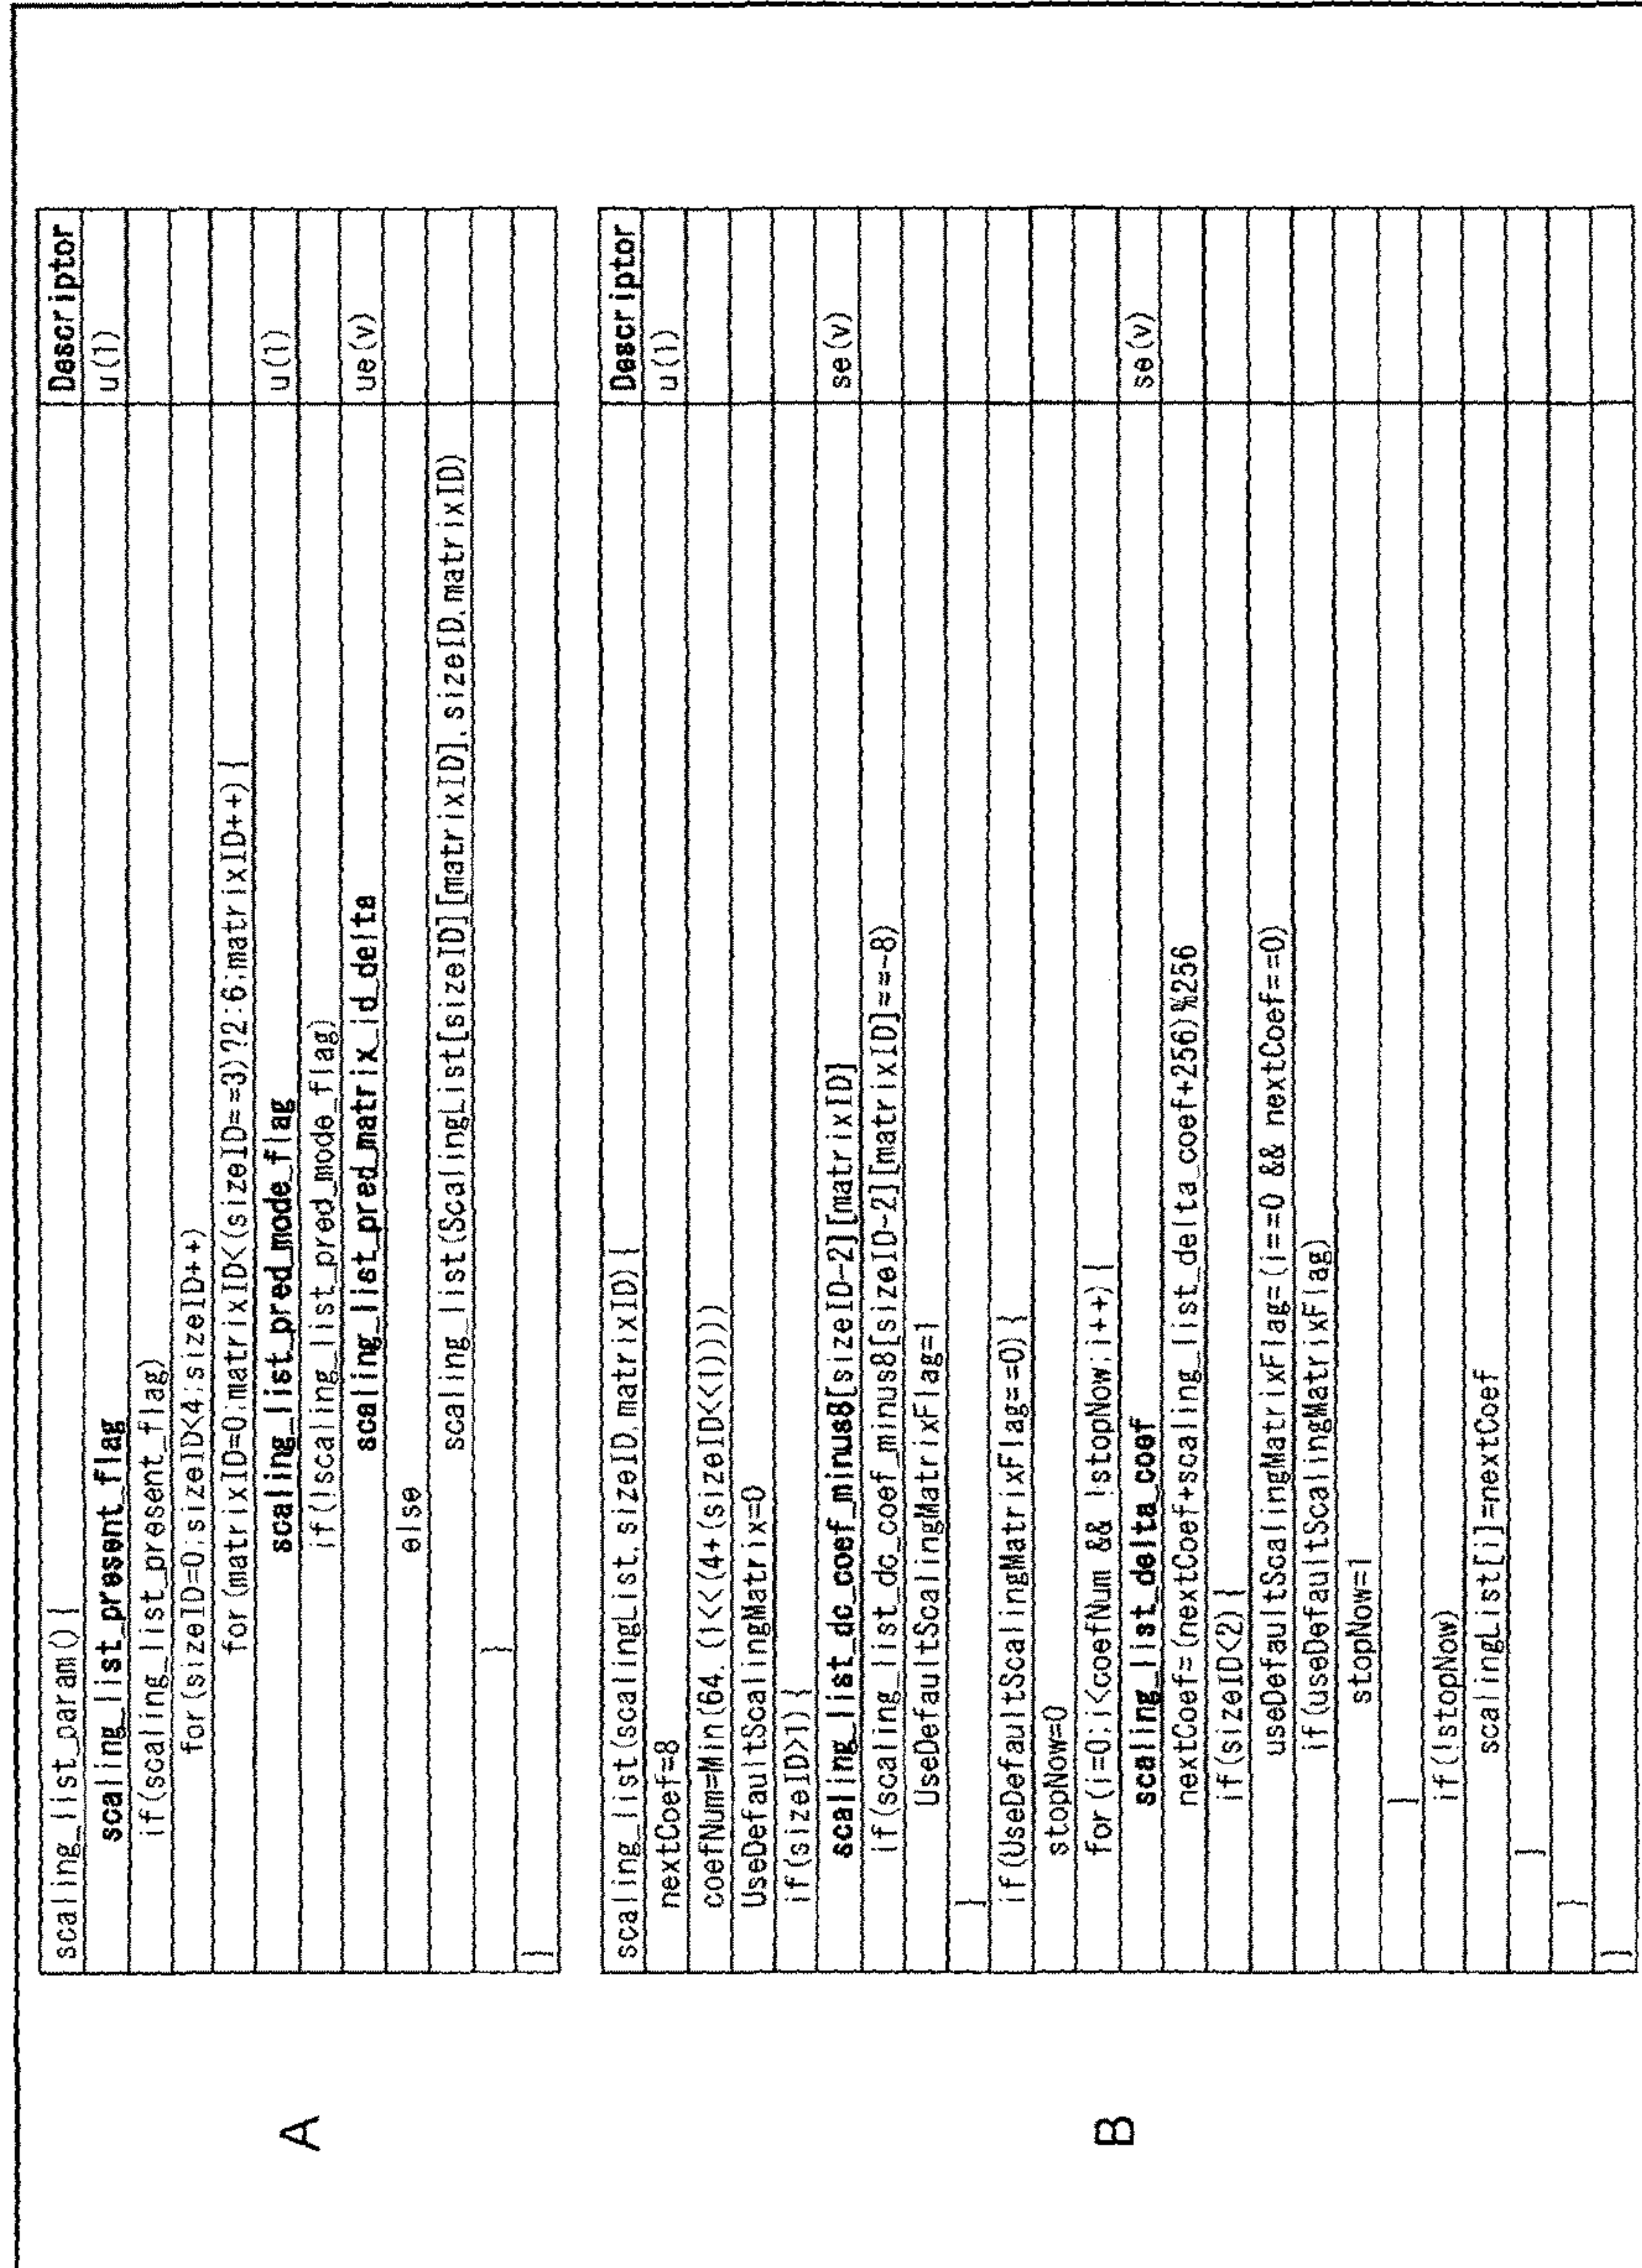 A
scaling_list_param() { Descriptor
scaling_list_present_flag u(1)
if(scaling_list_present_flag)
for(sizeID=0;sizeID<4;sizeID++)
for(matrixID=0;matrixID<(sizeID==3)?2:6;matrixID++) {
scaling_list_pred_mode_flag u(1)
if(!scaling_list_pred_mode_flag)
scaling_list_pred_matrix_id_delta ue(v)
else
scaling_list(ScalingList[sizeID][matrixID],sizeID,matrixID)
}
}
B
scaling_list(scalingList,sizeID,matrixID) { Descriptor
nextCoef=8 u(1)
coefNum=Min(64,(1<<(4+(sizeID<<1))))
UseDefaultScalingMatrix=0
if(sizeID>1) {
scaling_list_dc_coef_minus8[sizeID-2][matrixID] se(v)
if(scaling_list_dc_coef_minus8[sizeID-2][matrixID]==-8)
UseDefaultScalingMatrixFlag=1
}
if(UseDefaultScalingMatrixFlag==0) {
stopNow=0
for(i=0;i<coefNum && !stopNow;i++) {
scaling_list_delta_coef se(v)
nextCoef=(nextCoef+scaling_list_delta_coef+256)%256
if(sizeID<2) {
useDefaultScalingMatrixFlag=(i==0 && nextCoef==0)
if(useDefaultScalingMatrixFlag)
stopNow=1
}
if(!stopNow)
scalingList[i]=nextCoef
}
}
}